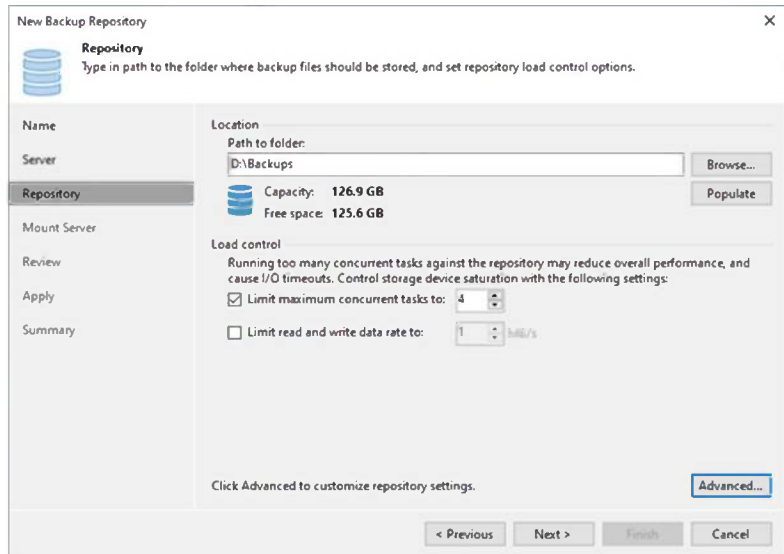 New Backup Repository
Repository
Type in path to the folder where backup files should be stored, and set repository load control options.
Name
Server
Repository
Mount Server
Review
Apply
Summary
Location
Path to folder:
D:\Backups
Browse...
Capacity: 126.9 GB
Populate
Free space: 125.6 GB
Load control
Running too many concurrent tasks against the repository may reduce overall performance, and
cause I/O timeouts. Control storage device saturation with the following settings:
Limit maximum concurrent tasks to: 4
Limit read and write data rate to: 1 MB/s
Click Advanced to customize repository settings.
Advanced...
< Previous
Next >
Finish
Cancel